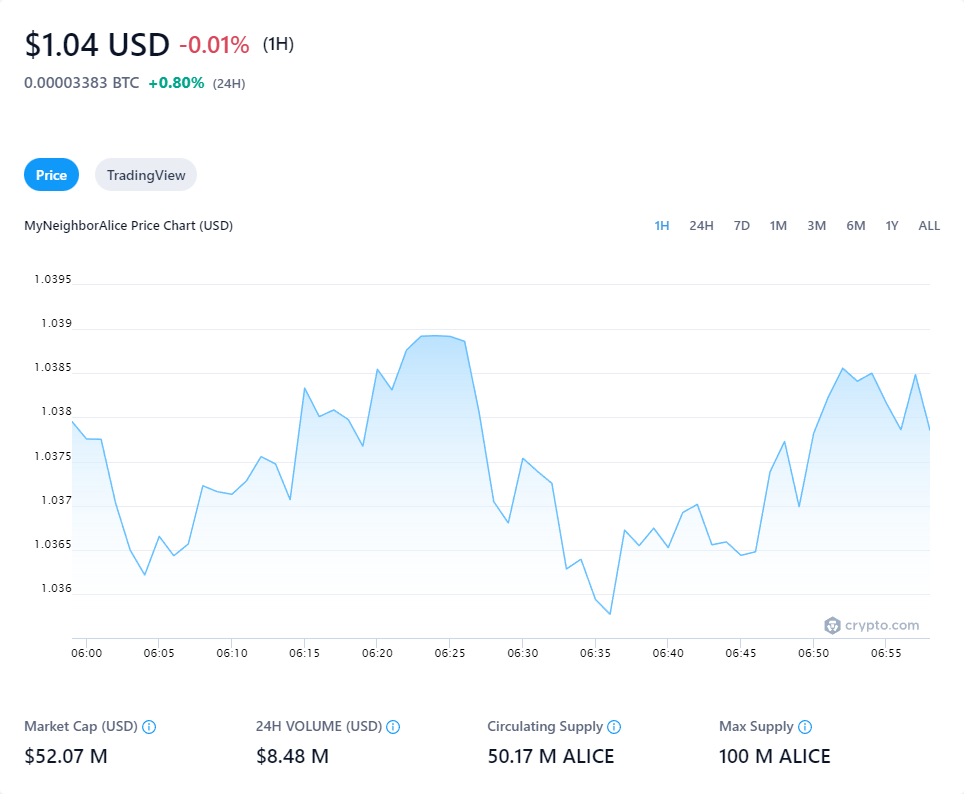 $1.04 USD -0.01% (1H)
0.00003383 BTC +0.80% (24H)
Price TradingView
MyNeighborAlice Price Chart (USD) 1H 24H 7D 1M 3M 6M 1Y ALL
1.0395
1.039
1.0385
1.038
1.0375
1.037
1.0365
1.036
crypto.com
06:00 06:05 06:10 06:15 06:20 06:25 06:30 06:35 06:40 06:45 06:50 06:55
Market Cap (USD) 24H VOLUME (USD) Circulating Supply Max Supply
$52.07 M $8.48 M 50.17 M ALICE 100 M ALICE